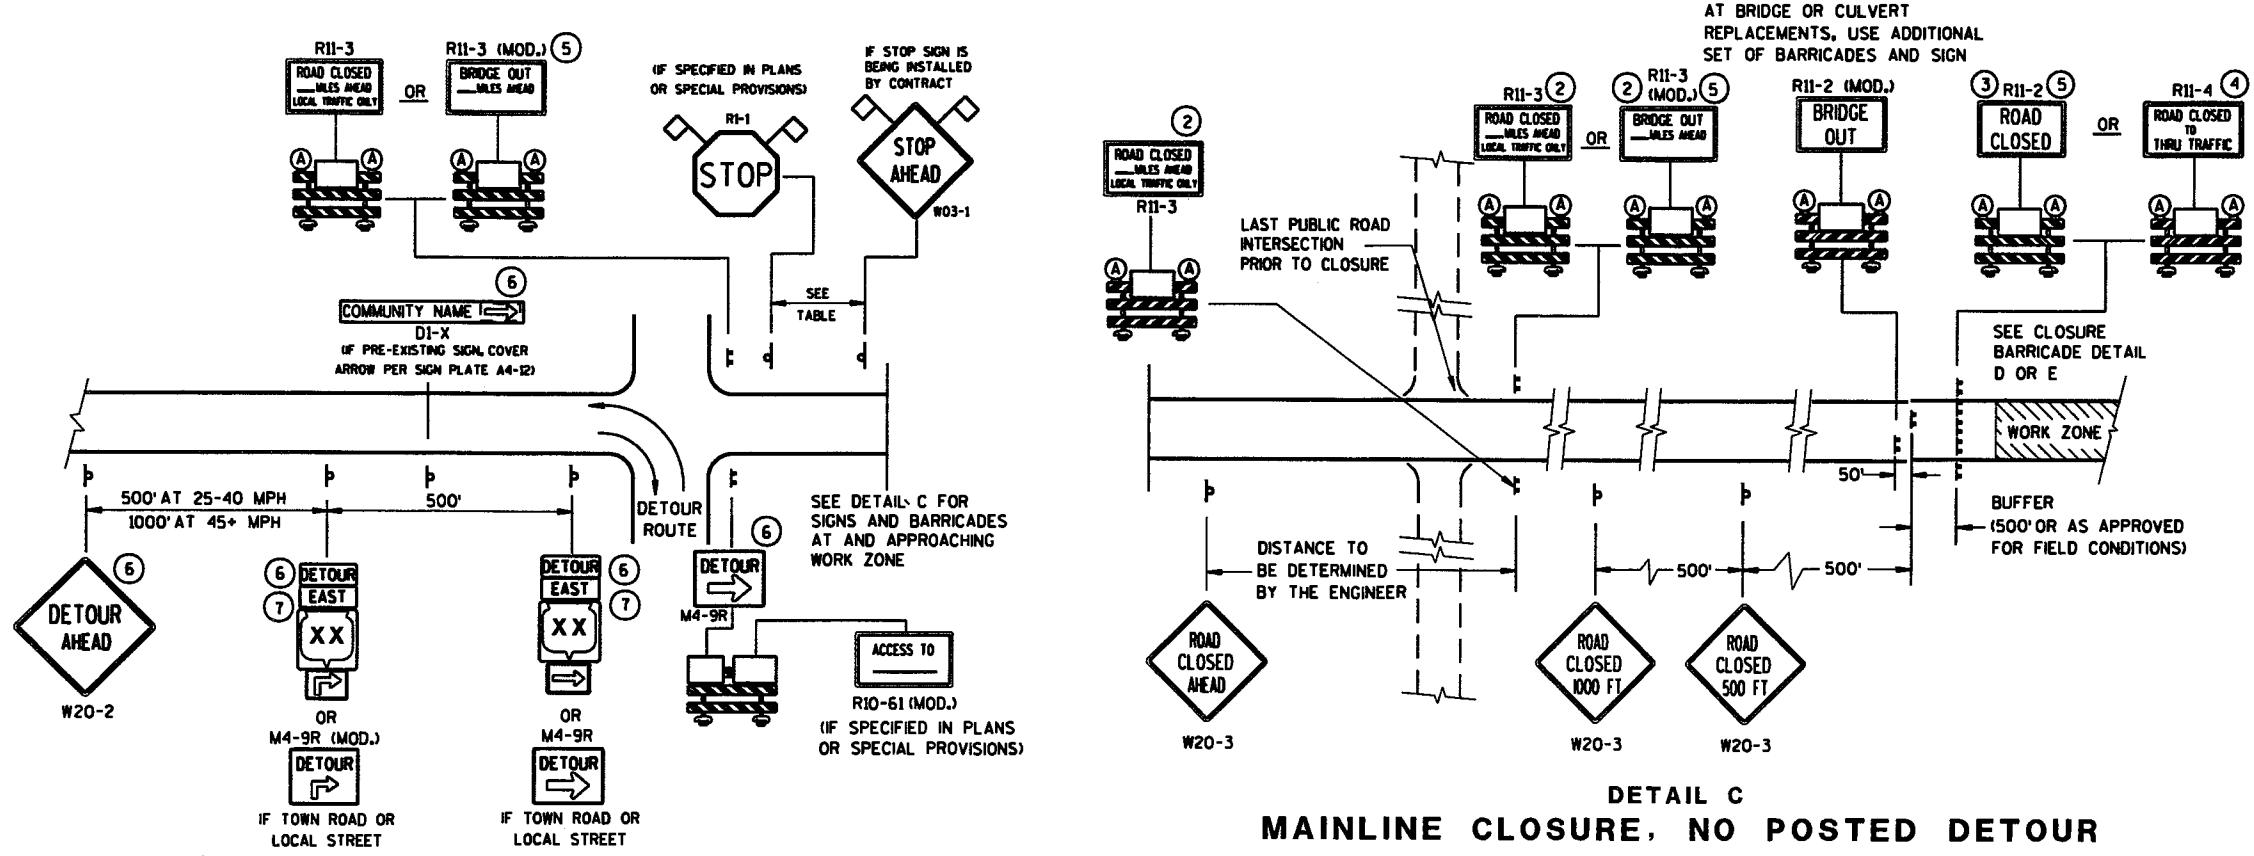 R11-3
ROAD CLOSED
___MILES AHEAD
LOCAL TRAFFIC ONLY
OR
R11-3 (MOD.) 5
BRIDGE OUT
___MILES AHEAD
A A
A A
(IF SPECIFIED IN PLANS
OR SPECIAL PROVISIONS)
R1-1
STOP
IF STOP SIGN IS
BEING INSTALLED
BY CONTRACT
STOP
AHEAD
W03-1
SEE
TABLE
6
COMMUNITY NAME
D1-X
(IF PRE-EXISTING SIGN, COVER
ARROW PER SIGN PLATE A4-12)
500' AT 25-40 MPH
1000' AT 45+ MPH
500'
DETOUR
ROUTE
SEE DETAIL C FOR
SIGNS AND BARRICADES
AT AND APPROACHING
WORK ZONE
6
DETOUR
AHEAD
W20-2
6
7
DETOUR
EAST
XX
OR
M4-9R (MOD.)
DETOUR
IF TOWN ROAD OR
LOCAL STREET
DETOUR
EAST
XX
6
7
OR
M4-9R
DETOUR
IF TOWN ROAD OR
LOCAL STREET
6
DETOUR
M4-9R
ACCESS TO
R10-61 (MOD.)
(IF SPECIFIED IN PLANS
OR SPECIAL PROVISIONS)
2
ROAD CLOSED
___MILES AHEAD
LOCAL TRAFFIC ONLY
R11-3
A A
LAST PUBLIC ROAD
INTERSECTION
PRIOR TO CLOSURE
R11-3 2
ROAD CLOSED
___MILES AHEAD
LOCAL TRAFFIC ONLY
A A
OR
2 R11-3
(MOD.) 5
BRIDGE OUT
___MILES AHEAD
A A
AT BRIDGE OR CULVERT
REPLACEMENTS, USE ADDITIONAL
SET OF BARRICADES AND SIGN
R11-2 (MOD.)
BRIDGE
OUT
A A
3 R11-2 5
ROAD
CLOSED
A A
OR
R11-4 4
ROAD CLOSED
TO
THRU TRAFFIC
A A
SEE CLOSURE
BARRICADE DETAIL
D OR E
WORK ZONE
50'
BUFFER
(500' OR AS APPROVED
FOR FIELD CONDITIONS)
DISTANCE TO
BE DETERMINED
BY THE ENGINEER
500'
500'
ROAD
CLOSED
AHEAD
W20-3
ROAD
CLOSED
1000 FT
W20-3
ROAD
CLOSED
500 FT
W20-3
DETAIL C
MAINLINE CLOSURE, NO POSTED DETOUR